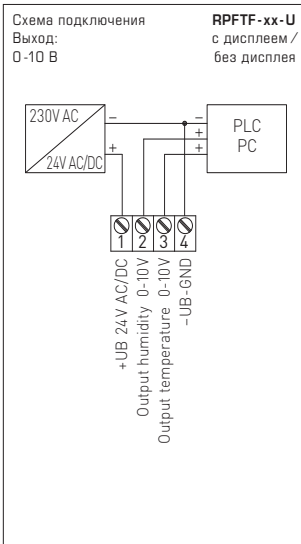 Схема подключения
Выход:
0-10 В
RPFTF-xx-U
с дисплеем /
без дисплея
230V AC
24V AC/DC
–
+
–
+
+
PLC
PC
1 2 3 4
+UB 24V AC/DC
Output humidity 0-10V
Output temperature 0-10V
–UB-GND